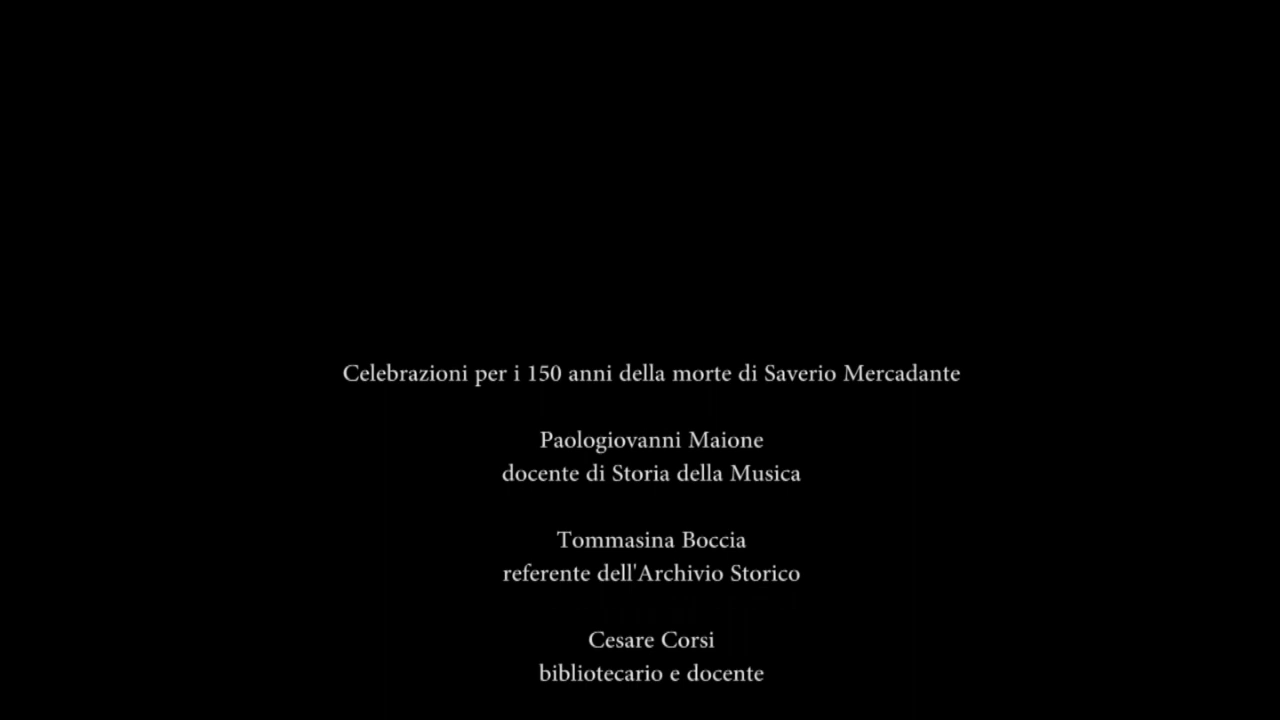 Celebrazioni per i 150 anni della morte di Saverio Mercadante
Paologiovanni Maione
docente di Storia della Musica
Tommasina Boccia
referente dell'Archivio Storico
Cesare Corsi
bibliotecario e docente